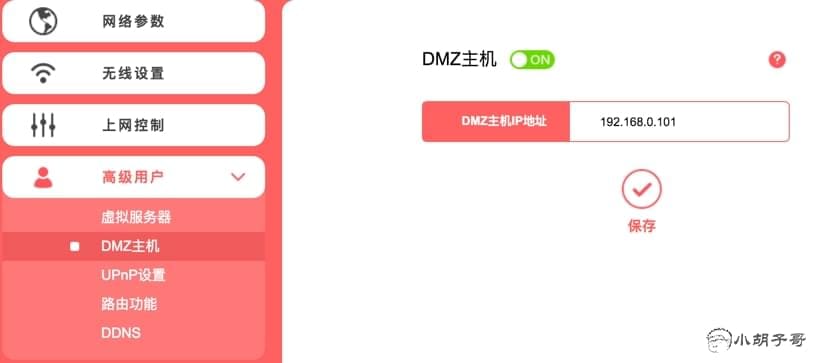 网络参数
无线设置
上网控制
高级用户
虚拟服务器
DMZ主机
UPnP设置
路由功能
DDNS
DMZ主机 ON ?
DMZ主机IP地址 192.168.0.101
保存
小胡子哥